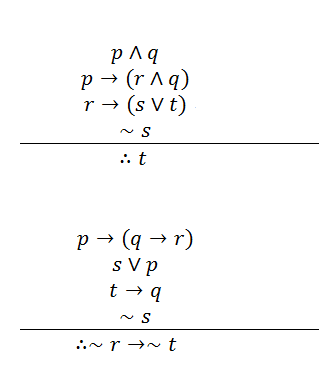 p ∧ q
p → (r ∧ q)
r → (s ∨ t)
~ s
∴ t
p → (q → r)
s ∨ p
t → q
~ s
∴~ r →~ t